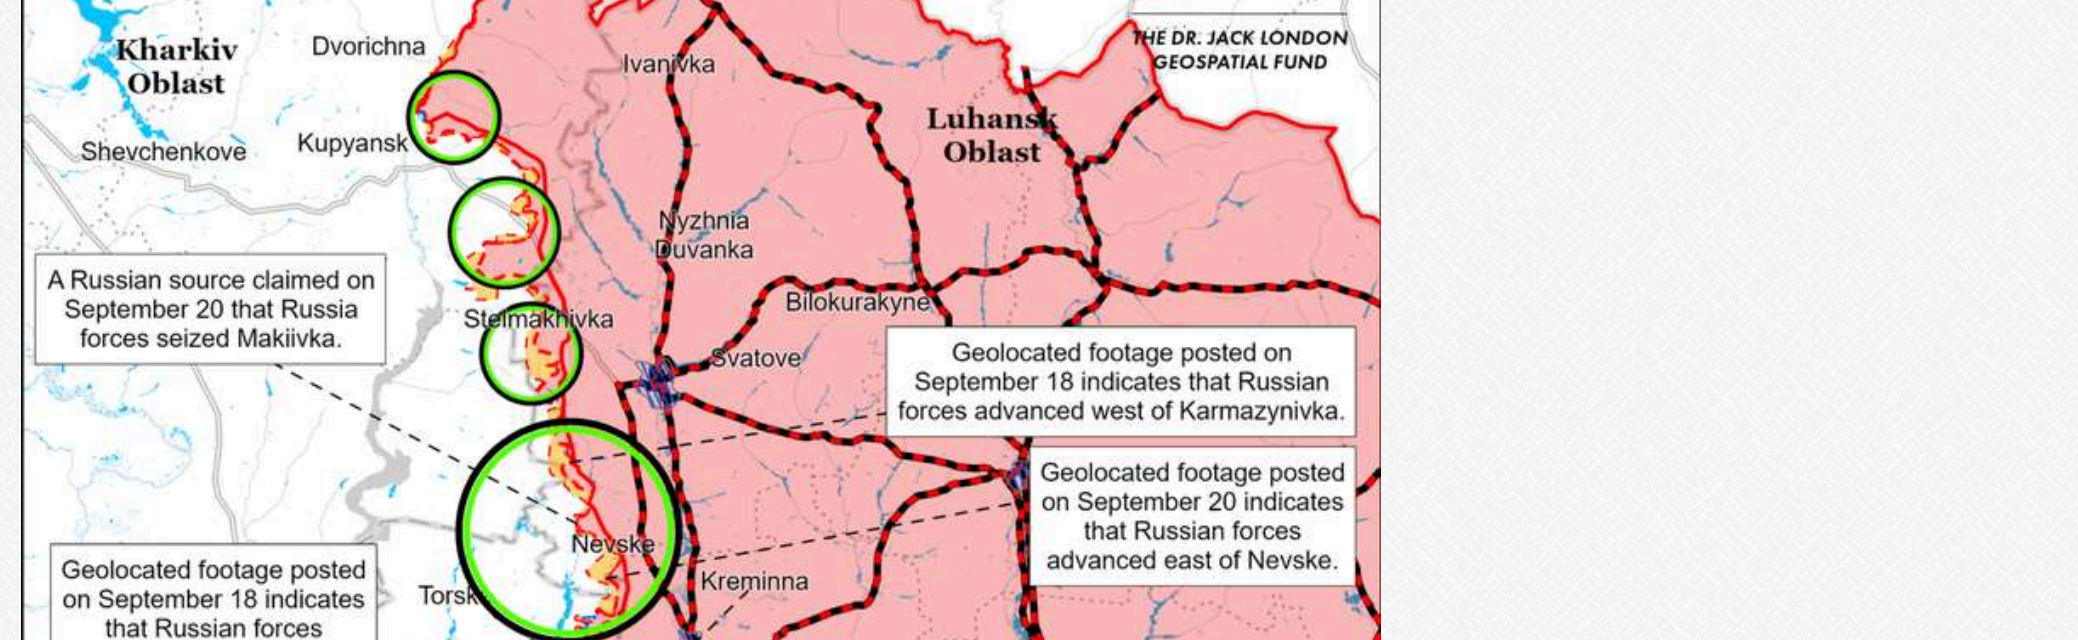 THE DR. JACK LONDON
GEOSPATIAL FUND
Kharkiv
Oblast
Dvorichna
Ivanivka
Luhansk
Oblast
Shevchenkove
Kupyansk
Nyzhnia
Duvanka
A Russian source claimed on
September 20 that Russia
forces seized Makiivka.
Bilokurakyne
Stelmakhivka
Svatove
Geolocated footage posted on
September 18 indicates that Russian
forces advanced west of Karmazynivka.
Geolocated footage posted
on September 20 indicates
that Russian forces
advanced east of Nevske.
Nevske
Kreminna
Geolocated footage posted
on September 18 indicates
that Russian forces